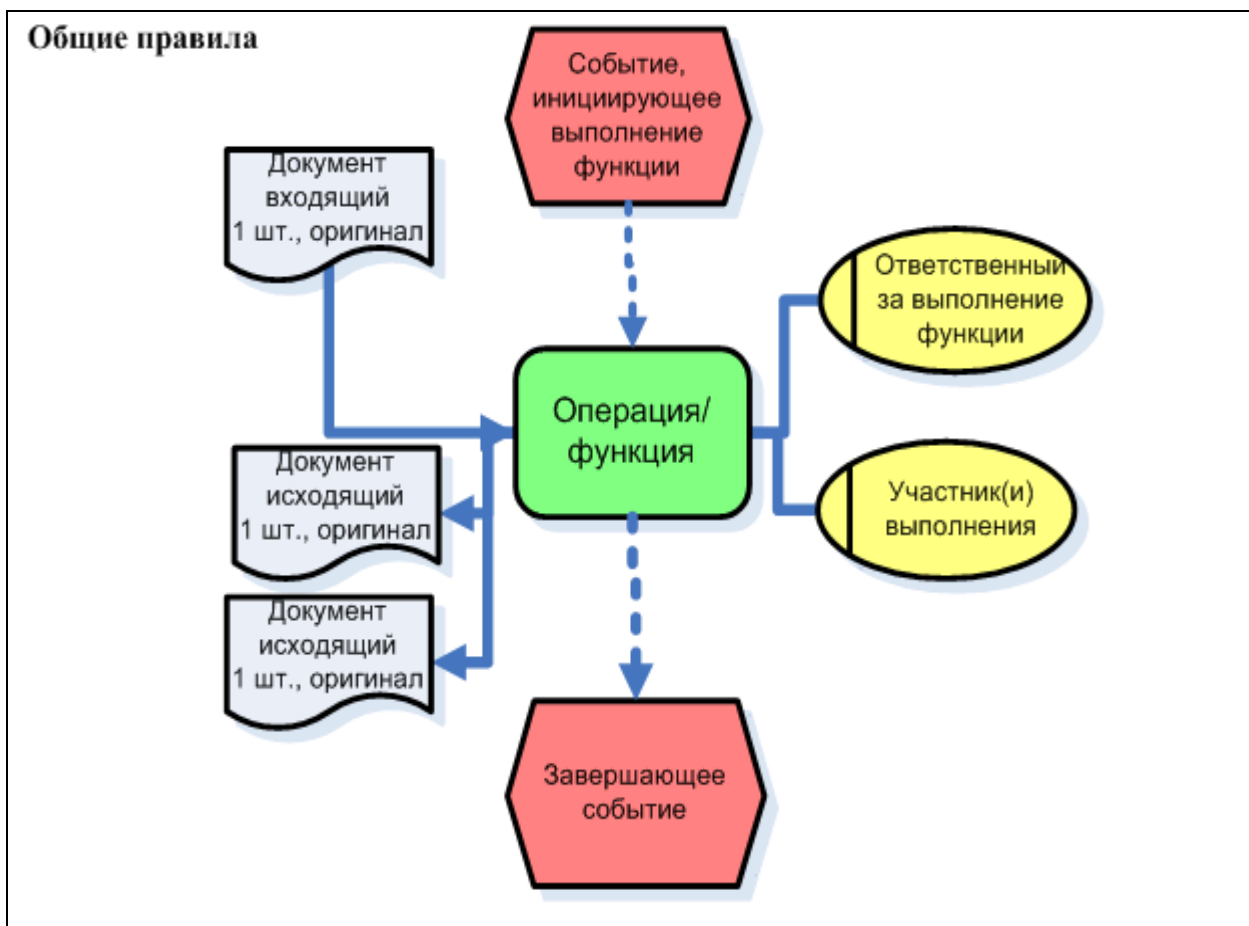 Общие правила
Событие,
инициирующее
выполнение
функции
Документ
входящий
1 шт., оригинал
Ответственный
за выполнение
функции
Операция/
функция
Документ
исходящий
1 шт., оригинал
Участник(и)
выполнения
Документ
исходящий
1 шт., оригинал
Завершающее
событие